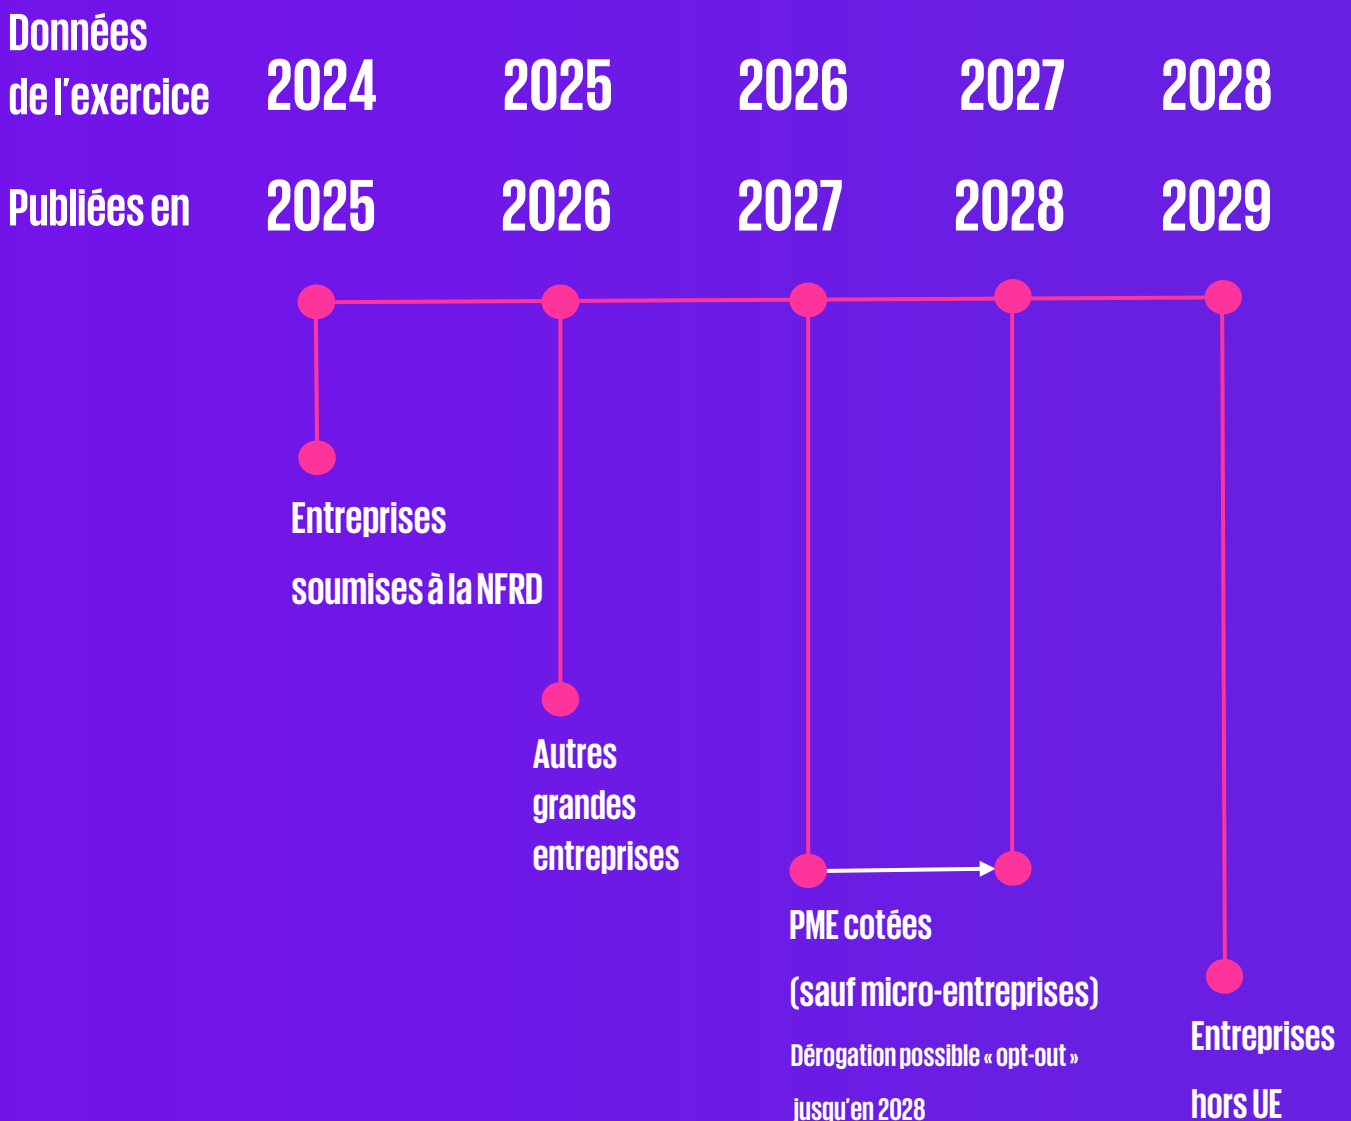 Données
de l'exercice 2024 2025 2026 2027 2028
Publiées en 2025 2026 2027 2028 2029
Entreprises
soumises à la NFRD
Autres
grandes
entreprises
PME cotées
(sauf micro-entreprises)
Dérogation possible « opt-out »
jusqu'en 2028
Entreprises
hors UE